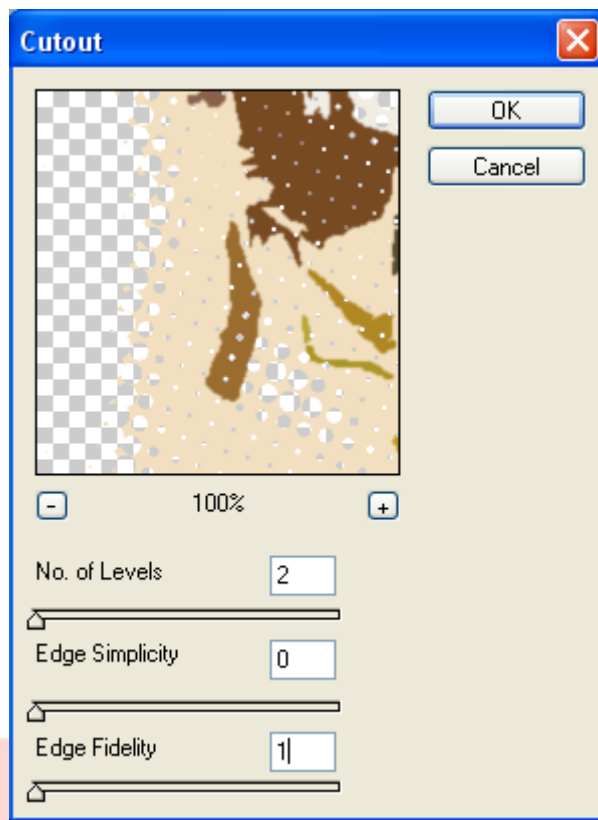 Cutout
OK
Cancel
- 100% +
No. of Levels 2
Edge Simplicity 0
Edge Fidelity 1